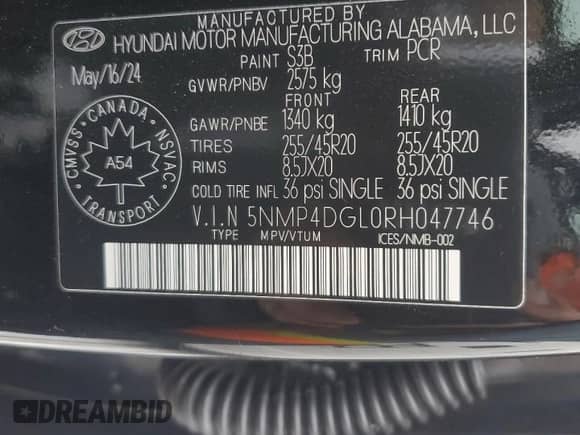 MANUFACTURED BY
HYUNDAI MOTOR MANUFACTURING ALABAMA, LLC
May/16/24
PAINT S3B TRIM PCR
GVWR/PNBV 2575 kg
FRONT REAR
GAWR/PNBE 1340 kg 1410 kg
TIRES 255/45R20 255/45R20
RIMS 8.5JX20 8.5JX20
COLD TIRE INFL 36 psi SINGLE 36 psi SINGLE
CMVSS · CANADA · NSVAC
A54
TRANSPORT
V.I.N 5NMP4DGL0RH047746
TYPE MPV/VTUM ICES/NMB-002
DREAMBID